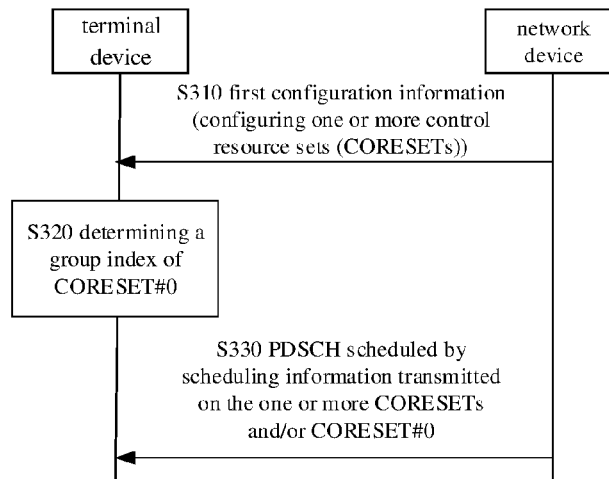 terminal
device
network
device
S310 first configuration information
(configuring one or more control
resource sets (CORESETs))
S320 determining a
group index of
CORESET#0
S330 PDSCH scheduled by
scheduling information transmitted
on the one or more CORESETs
and/or CORESET#0